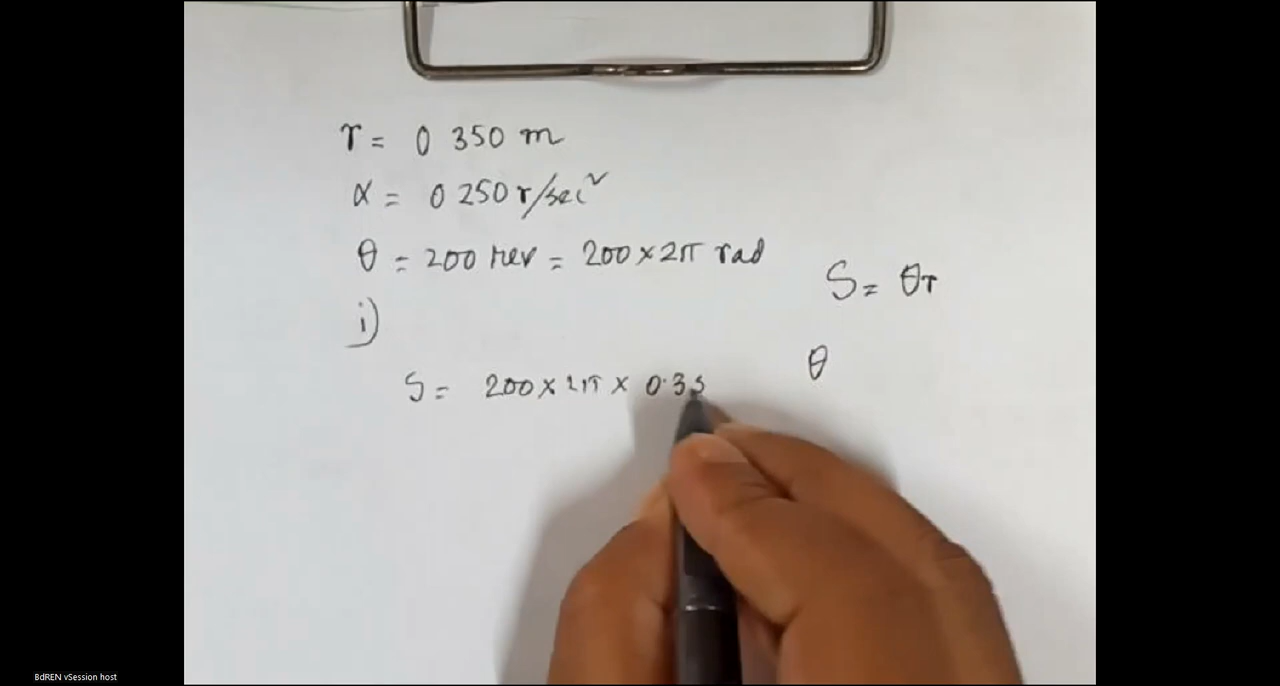 r = 0 350 m
α = 0 250 r/sec²
θ = 200 rev = 200 × 2π rad
S = θr
i)
θ
S = 200 × 2π × 0.35
BdREN vSession host